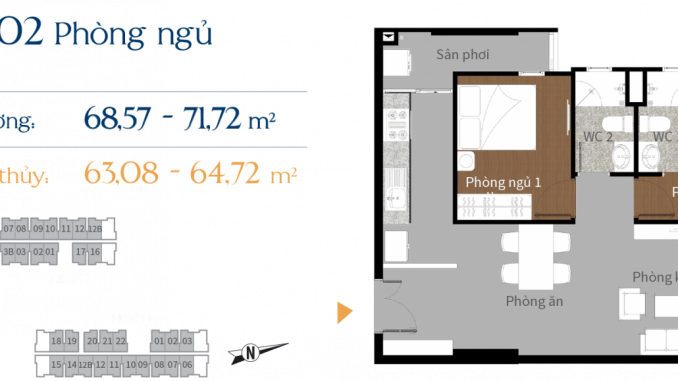 02 Phòng ngủ
ờng: 68,57 - 71,72 m²
thủy: 63,08 - 64,72 m²
07 08 09 10 11 12 12B
3B 03 02 01 17 16
18 19 20 21 22 01 02 03
15 14 12B 12 11 10 09 08 07
N
Sân phơi
WC 2
WC
Phòng ngủ 1
P
Phòng k
Phòng ăn